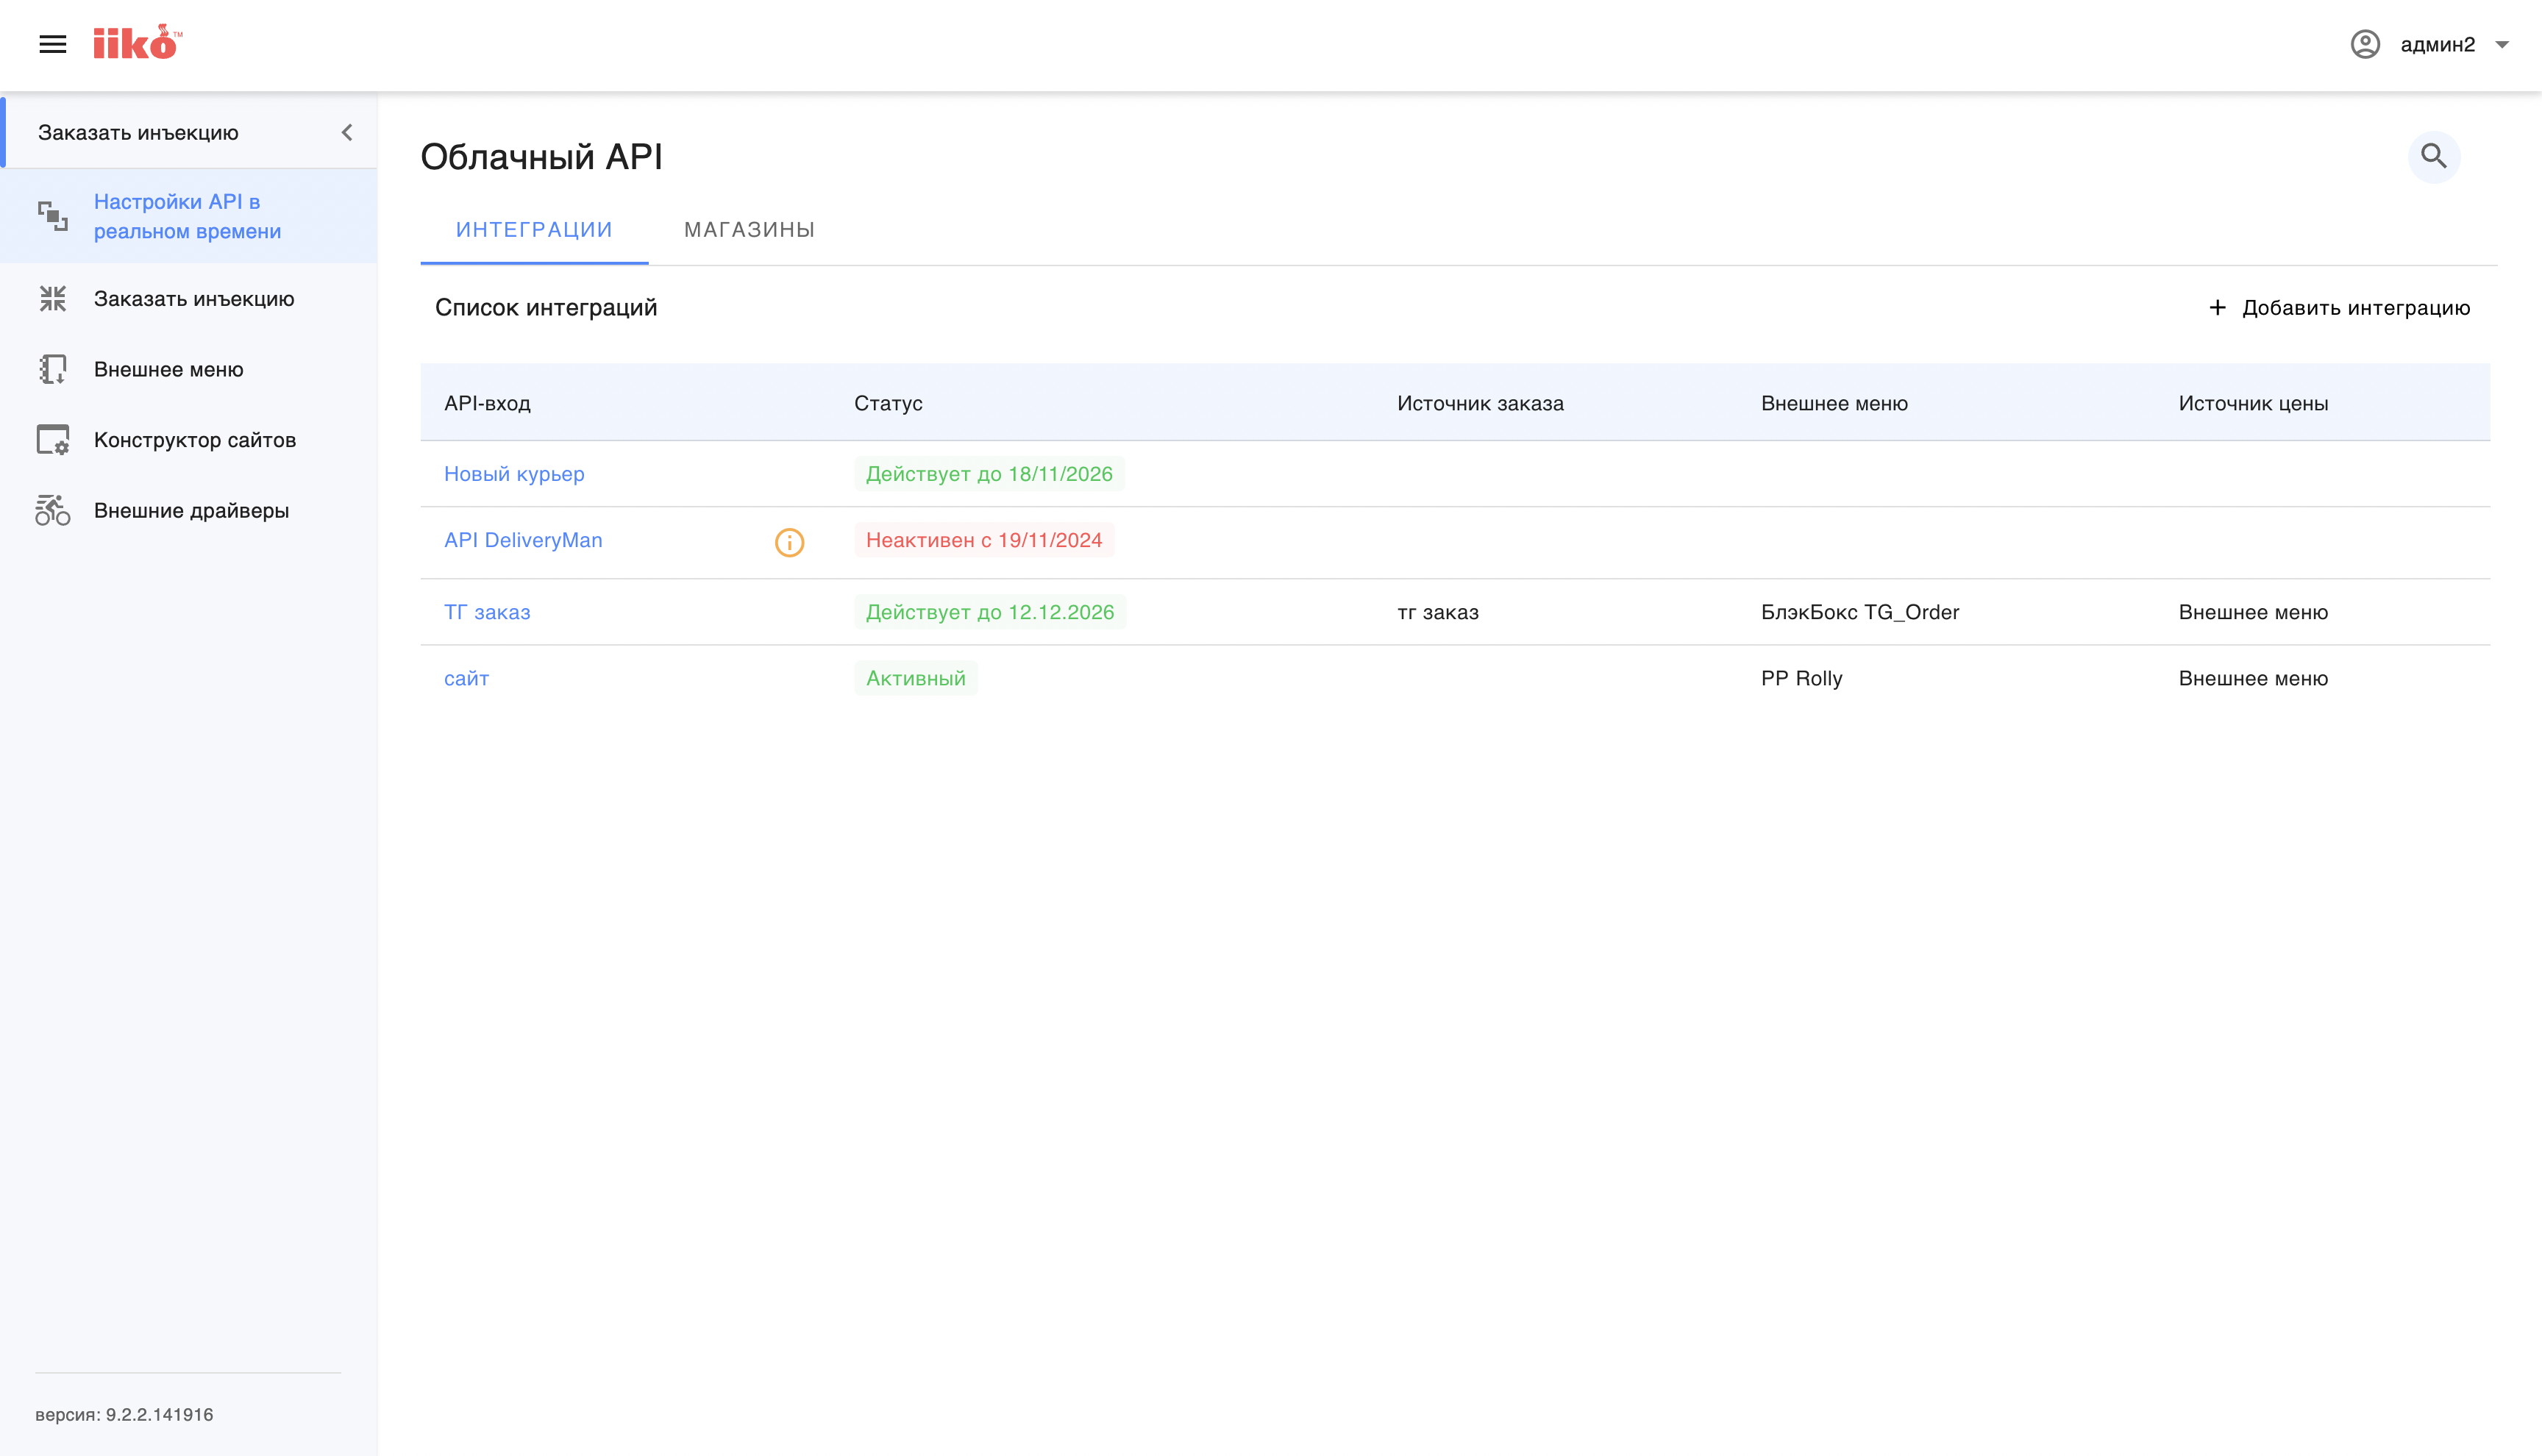 iiko™
админ2
Заказать инъекцию
Настройки API в
реальном времени
Заказать инъекцию
Внешнее меню
Конструктор сайтов
Внешние драйверы
версия: 9.2.2.141916
Облачный API
ИНТЕГРАЦИИ МАГАЗИНЫ
Список интеграций + Добавить интеграцию
API-вход Статус Источник заказа Внешнее меню Источник цены
Новый курьер Действует до 18/11/2026
API DeliveryMan Неактивен с 19/11/2024
ТГ заказ Действует до 12.12.2026 тг заказ БлэкБокс TG_Order Внешнее меню
сайт Активный PP Rolly Внешнее меню